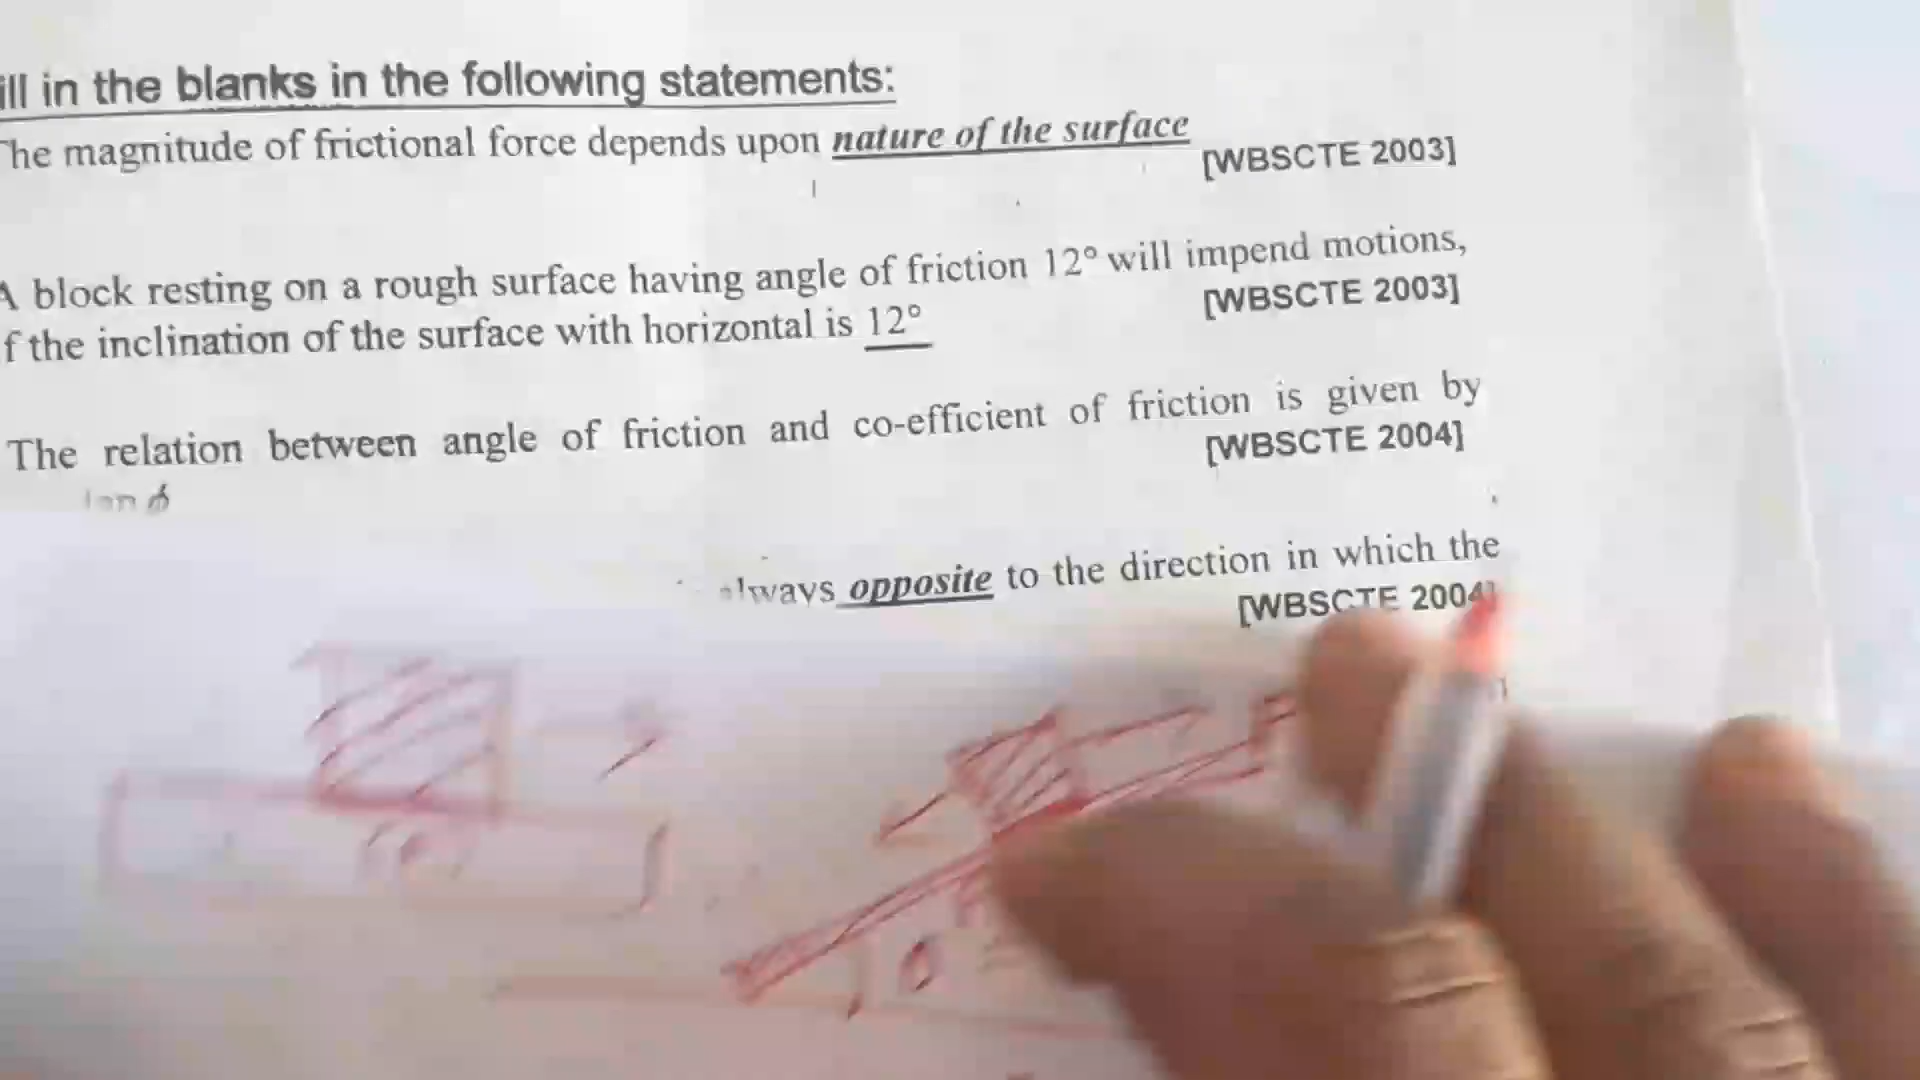 ill in the blanks in the following statements:
The magnitude of frictional force depends upon nature of the surface
[WBSCTE 2003]
A block resting on a rough surface having angle of friction 12° will impend motions,
f the inclination of the surface with horizontal is 12°
[WBSCTE 2003]
The relation between angle of friction and co-efficient of friction is given by
[WBSCTE 2004]
tan ϕ
always opposite to the direction in which the
[WBSCTE 2004]